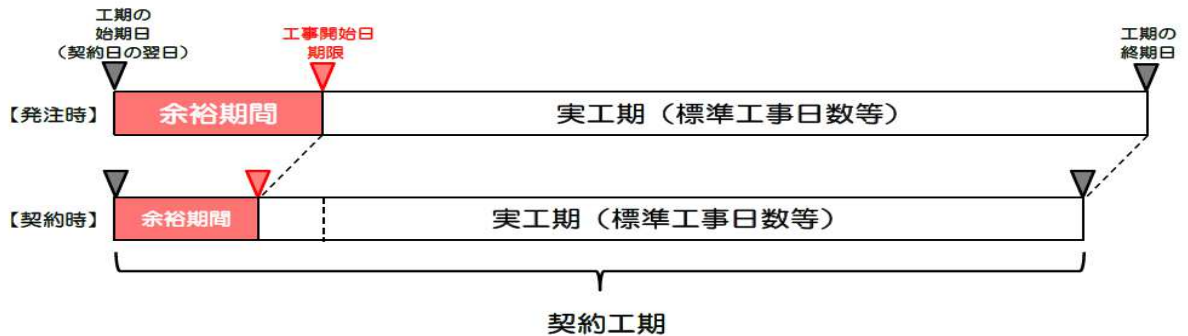 工期の
始期日
（契約日の翌日）
工事開始日
期限
工期の
終期日
【発注時】
余裕期間
実工期（標準工事日数等）
【契約時】
余裕期間
実工期（標準工事日数等）
契約工期